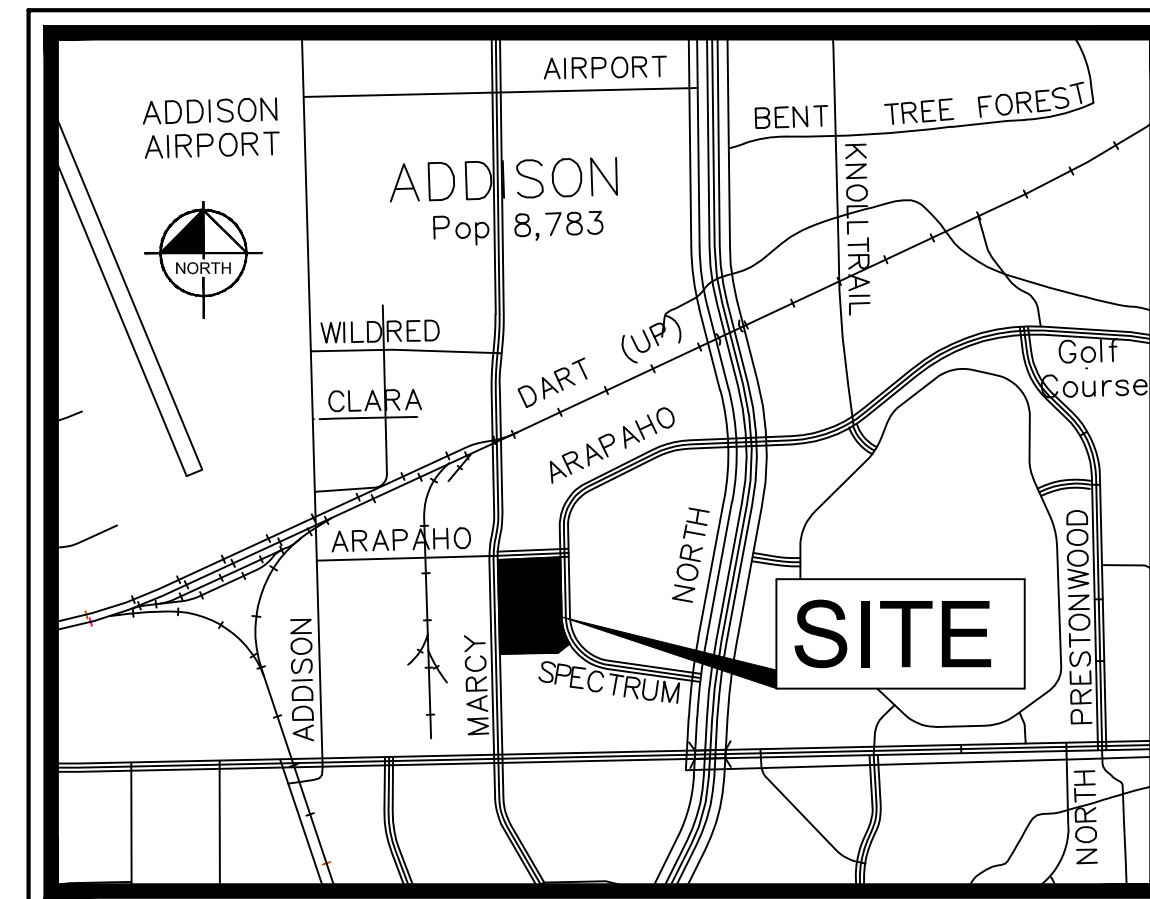 AIRPORT
ADDISON
AIRPORT
BENT TREE FOREST
ADDISON
Pop 8,783
KNOLLTRAIL
NORTH
WILDRED
DART (UP)
Golf
Course
CLARA
ARAPAHO
ARAPAHO
NORTH
PRESTONWOOD
SITE
ADDISON
MARCY
SPECTRUM
NORTH